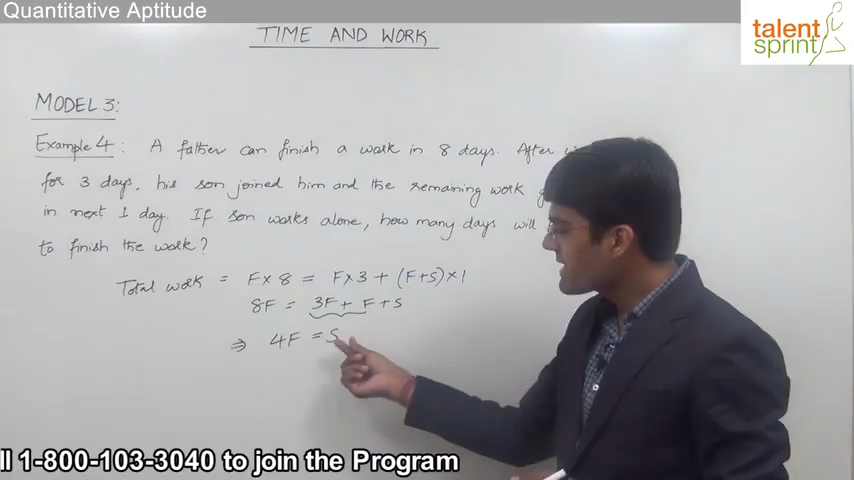 Quantitative Aptitude
talent
sprint
TIME AND WORK
MODEL 3:
Example 4 : A father can finish a work in 8 days. After
for 3 days, his son joined him and the remaining work
in next 1 day. If son works alone, how many days will
to finish the work?
Total work = F×8 = F×3 + (F+S)×1
8F = 3F + F + S
⇒ 4F = S
ll 1-800-103-3040 to join the Program